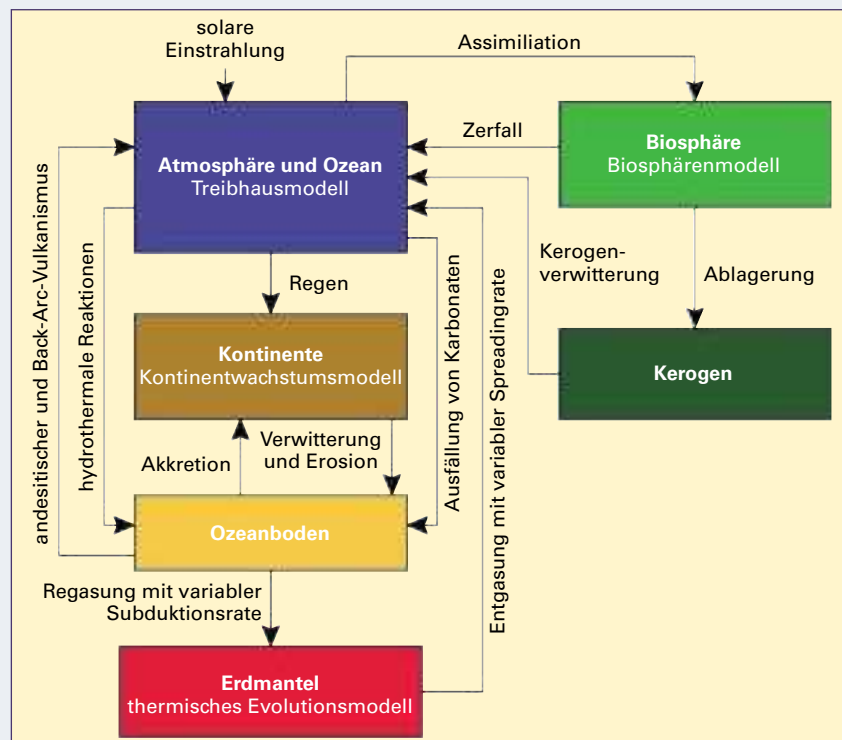 solare
Einstrahlung
Assimiliation
Atmosphäre und Ozean
Treibhausmodell
Zerfall
Biosphäre
Biosphärenmodell
andesitischer und Back-Arc-Vulkanismus
hydrothermale Reaktionen
Regen
Ausfällung von Karbonaten
Entgasung mit variabler Spreadingrate
Kerogen-
verwitterung
Ablagerung
Kontinente
Kontinentwachstumsmodell
Kerogen
Akkretion
Verwitterung
und Erosion
Ozeanboden
Regasung mit variabler
Subduktionsrate
Erdmantel
thermisches Evolutionsmodell